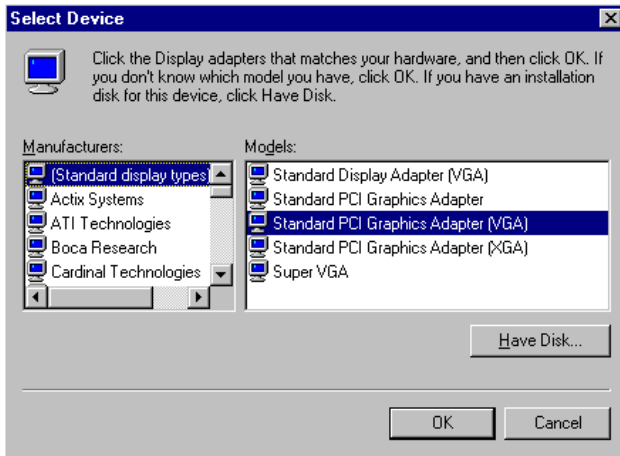 Select Device
Click the Display adapters that matches your hardware, and then click OK. If
you don't know which model you have, click OK. If you have an installation
disk for this device, click Have Disk.
Manufacturers:
(Standard display types)
Actix Systems
ATI Technologies
Boca Research
Cardinal Technologies
Models:
Standard Display Adapter (VGA)
Standard PCI Graphics Adapter
Standard PCI Graphics Adapter (VGA)
Standard PCI Graphics Adapter (XGA)
Super VGA
Have Disk...
OK
Cancel